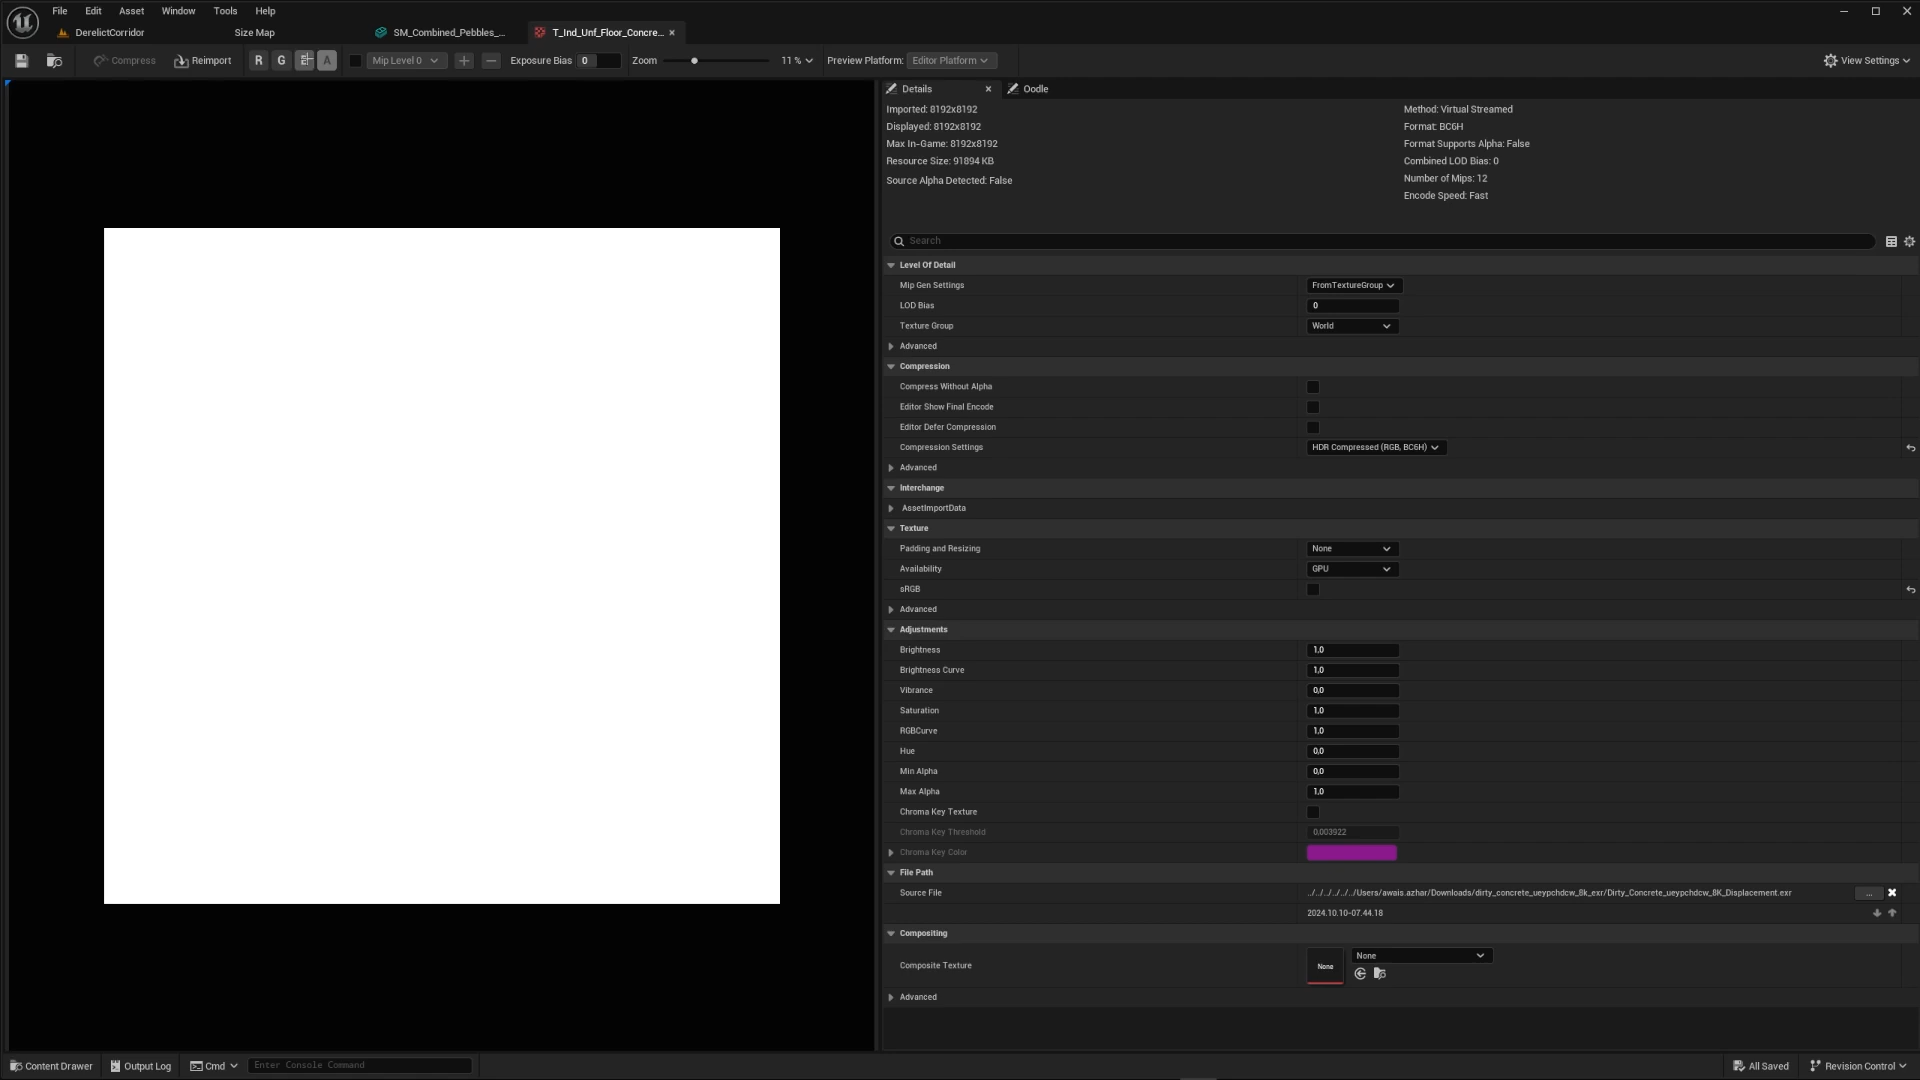 File Edit Asset Window Tools Help
DerelictCorridor Size Map SM_Combined_Pebbles_... T_Ind_Unf_Floor_Concre...
Compress Reimport R G B A Mip Level 0 Exposure Bias 0 Zoom 11 % Preview Platform: Editor Platform View Settings
Details Oodle
Imported: 8192x8192 Method: Virtual Streamed
Displayed: 8192x8192 Format: BC6H
Max In-Game: 8192x8192 Format Supports Alpha: False
Resource Size: 91894 KB Combined LOD Bias: 0
Source Alpha Detected: False Number of Mips: 12
Encode Speed: Fast
Search
Level Of Detail
Mip Gen Settings FromTextureGroup
LOD Bias 0
Texture Group World
Advanced
Compression
Compress Without Alpha
Editor Show Final Encode
Editor Defer Compression
Compression Settings HDR Compressed (RGB, BC6H)
Advanced
Interchange
AssetImportData
Texture
Padding and Resizing None
Availability GPU
sRGB
Advanced
Adjustments
Brightness 1,0
Brightness Curve 1,0
Vibrance 0,0
Saturation 1,0
RGBCurve 1,0
Hue 0,0
Min Alpha 0,0
Max Alpha 1,0
Chroma Key Texture
Chroma Key Threshold 0,003922
Chroma Key Color
File Path
Source File ../../../../../../Users/awais.azhar/Downloads/dirty_concrete_ueypchdcw_8k_exr/Dirty_Concrete_ueypchdcw_8K_Displacement.exr ...
2024.10.10-07.44.18
Compositing
Composite Texture None None
Advanced
Content Drawer Output Log Cmd Enter Console Command All Saved Revision Control